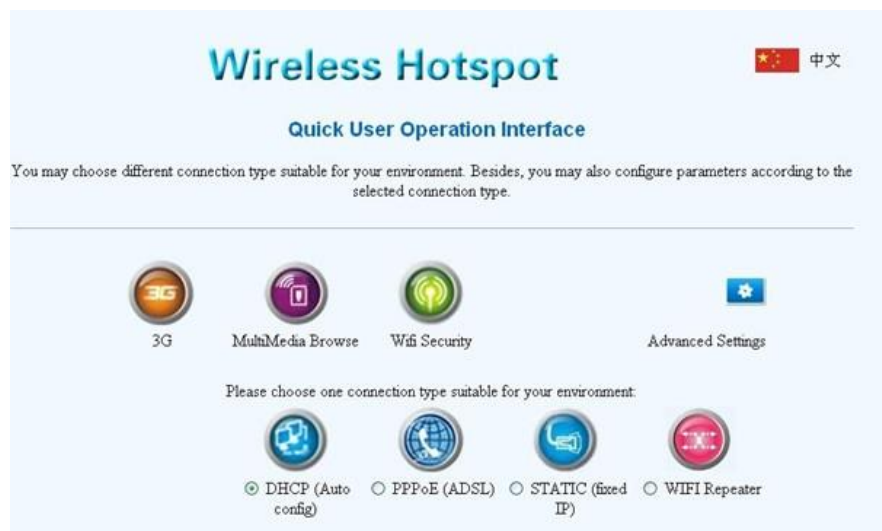 Wireless Hotspot
中文
Quick User Operation Interface
You may choose different connection type suitable for your environment. Besides, you may also configure parameters according to the
selected connection type.
3G
3G
MultiMedia Browse
Wifi Security
Advanced Settings
Please choose one connection type suitable for your environment:
DHCP (Auto
config)
PPPoE (ADSL)
STATIC (fixed
IP)
WIFI Repeater